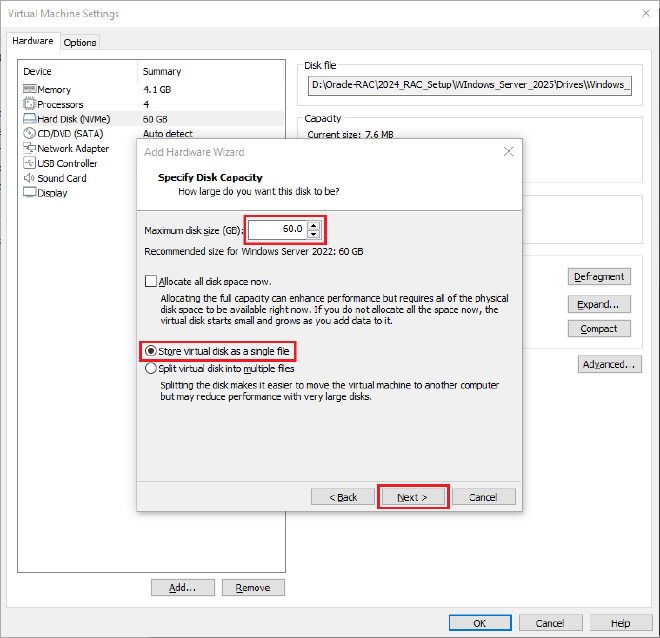 Virtual Machine Settings
Hardware
Options
Device Summary
Memory 4.1 GB
Processors 4
Hard Disk (NVMe) 60 GB
CD/DVD (SATA) Auto detect
Network Adapter
USB Controller
Sound Card
Display
Disk file
D:\Oracle-RAC\2024_RAC_Setup\WIndows_Server_2025\Drives\Windows_
Capacity
Current size: 7.6 MB
Defragment
Expand...
Compact
Advanced...
Add Hardware Wizard
Specify Disk Capacity
How large do you want this disk to be?
Maximum disk size (GB): 60.0
Recommended size for Windows Server 2022: 60 GB
Allocate all disk space now.
Allocating the full capacity can enhance performance but requires all of the physical
disk space to be available right now. If you do not allocate all the space now, the
virtual disk starts small and grows as you add data to it.
Store virtual disk as a single file
Split virtual disk into multiple files
Splitting the disk makes it easier to move the virtual machine to another computer
but may reduce performance with very large disks.
< Back Next > Cancel
Add... Remove
OK Cancel Help